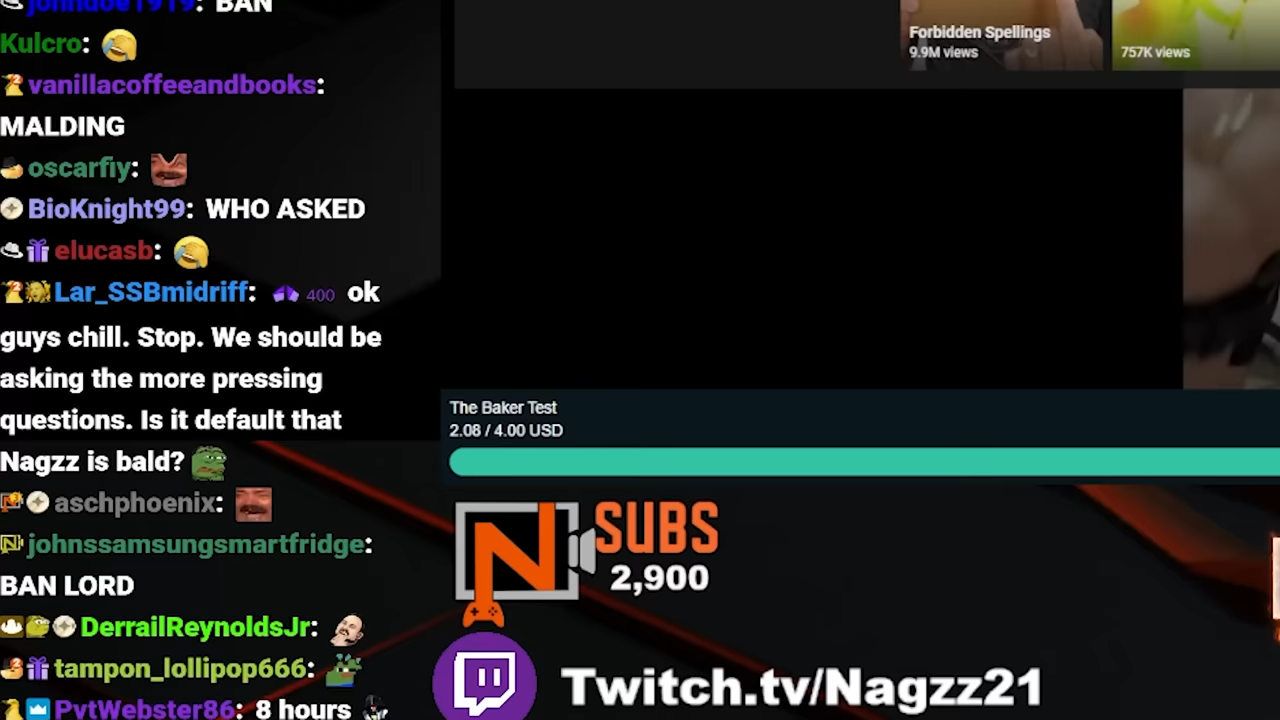 johndoe1919: BAN
Kulcro:
vanillacoffeeandbooks:
MALDING
oscarfiy:
BioKnight99: WHO ASKED
elucasb:
Lar_SSBmidriff: 400 ok
guys chill. Stop. We should be
asking the more pressing
questions. Is it default that
Nagzz is bald?
aschphoenix:
johnssamsungsmartfridge:
BAN LORD
DerrailReynoldsJr:
tampon_lollipop666:
PvtWebster86: 8 hours
Forbidden Spellings
9.9M views
757K views
The Baker Test
2.08 / 4.00 USD
N SUBS
2,900
Twitch.tv/Nagzz21